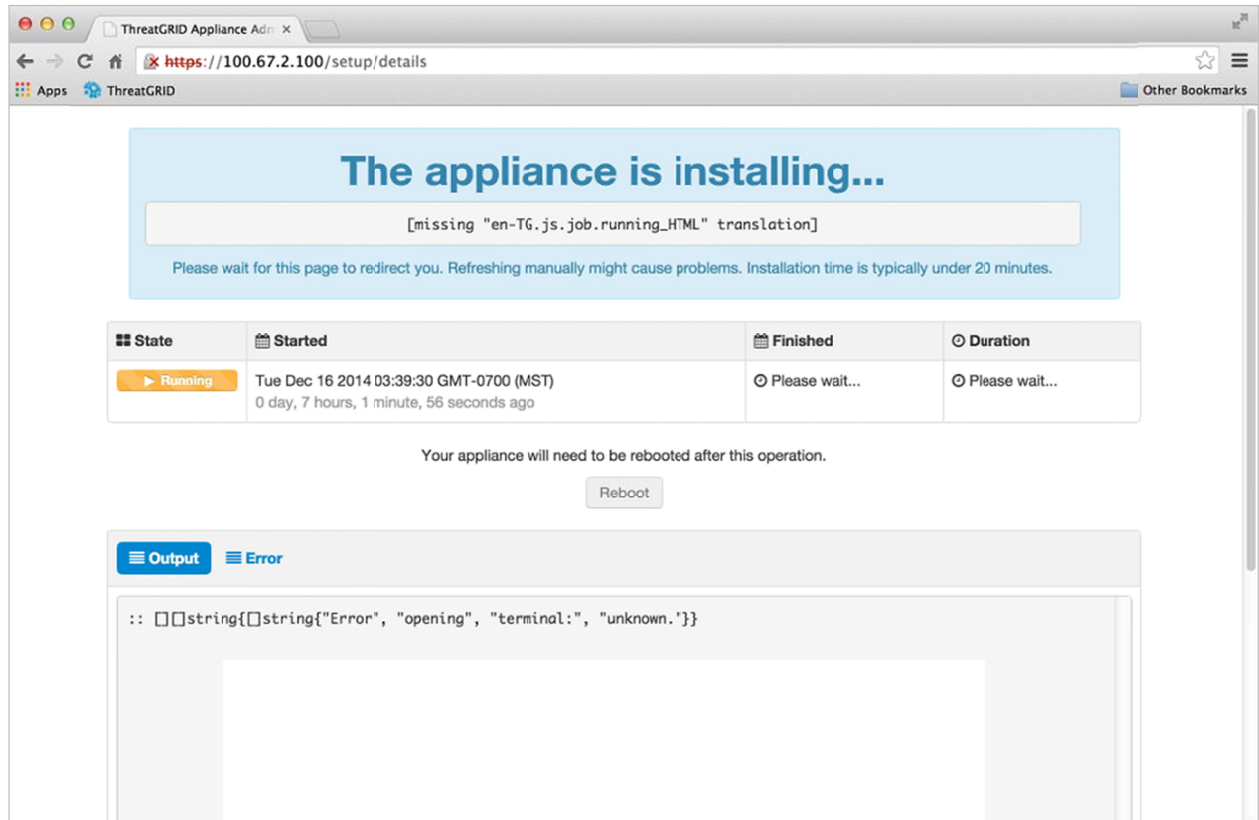 ThreatGRID Appliance Adm
https://100.67.2.100/setup/details
Apps ThreatGRID Other Bookmarks
The appliance is installing...
[missing "en-TG.js.job.running_HTML" translation]
Please wait for this page to redirect you. Refreshing manually might cause problems. Installation time is typically under 20 minutes.
State Started Finished Duration
Running Tue Dec 16 2014 03:39:30 GMT-0700 (MST) Please wait... Please wait...
0 day, 7 hours, 1 minute, 56 seconds ago
Your appliance will need to be rebooted after this operation.
Reboot
Output Error
:: [][]string{[]string{"Error", "opening", "terminal:", "unknown."}}